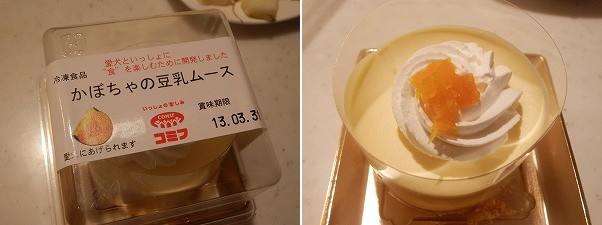 愛犬といっしょに
"食"を楽しむために開発しました
冷凍食品
かぼちゃの豆乳ムース
いっしょの楽しみ
COMIF
コミフ
賞味期限
13.03.3
愛犬にあげられます